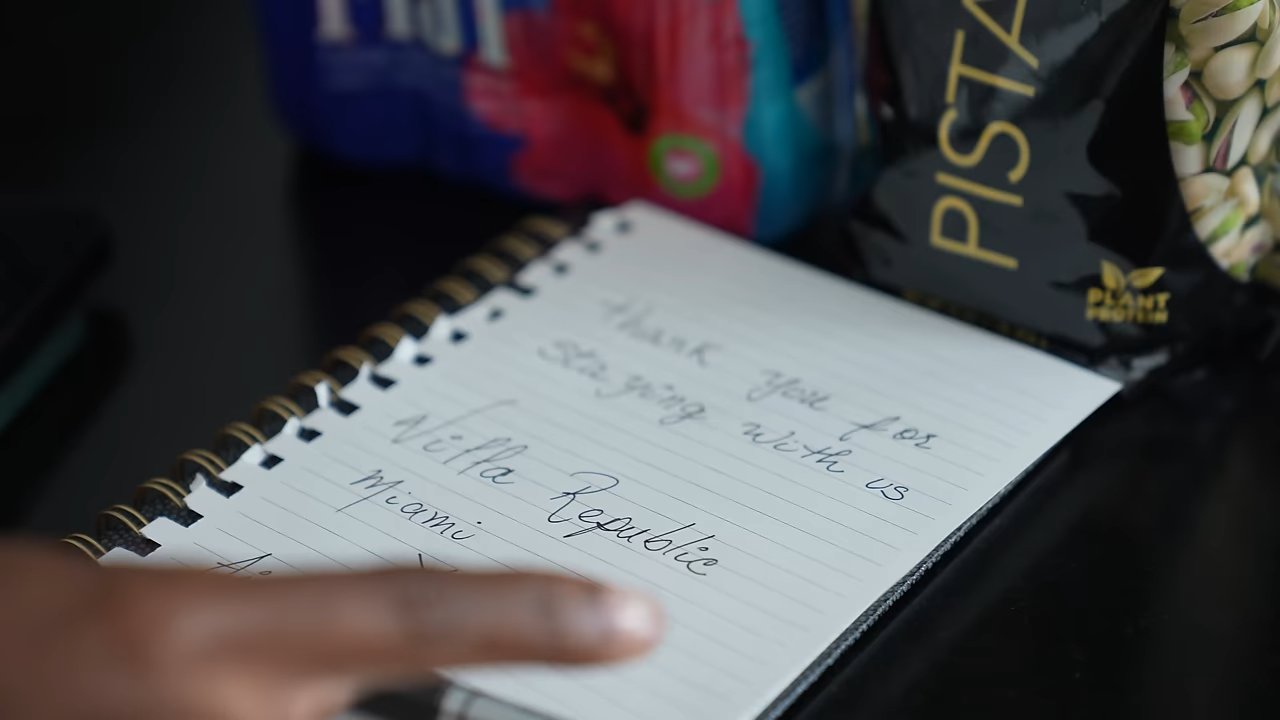 PISTA
PLANT
PROTEIN
thank you for
staying with us
Villa Republic
Miami